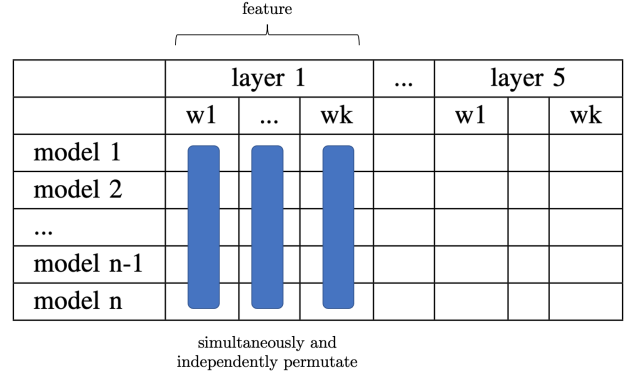 feature
layer 1 ... layer 5
w1 ... wk w1 wk
model 1
model 2
...
model n-1
model n
simultaneously and
independently permutate